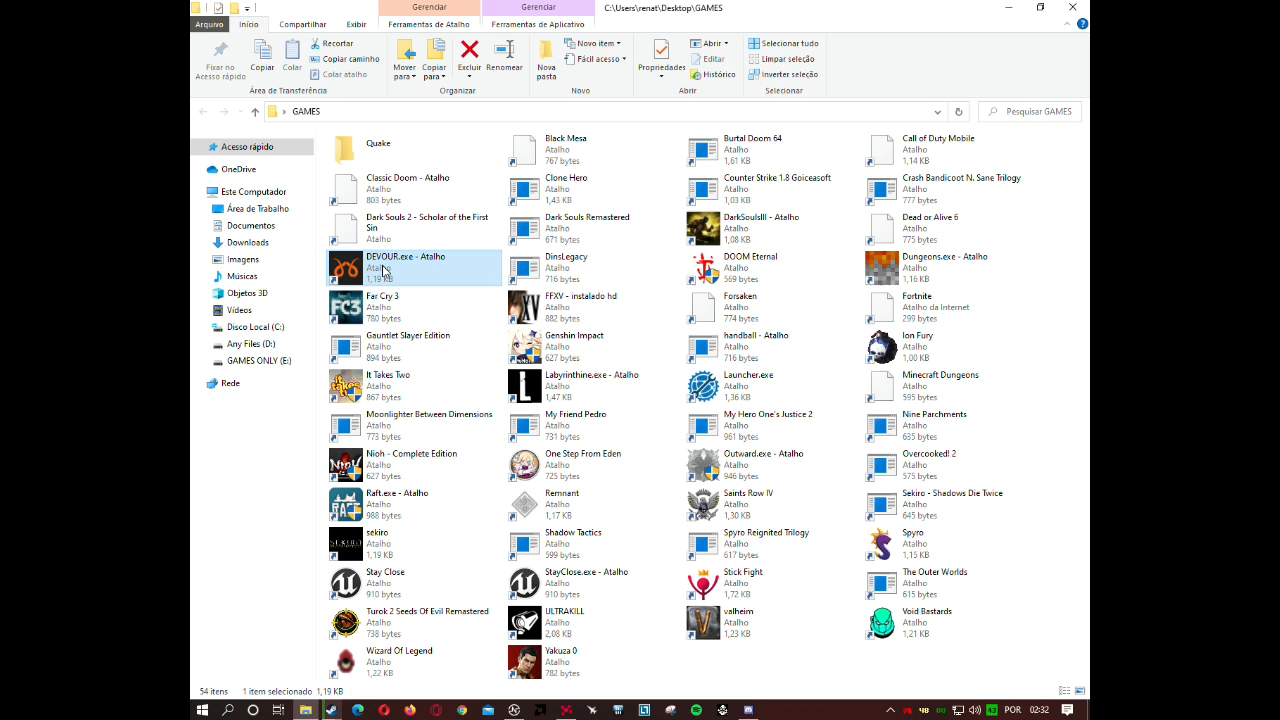 Gerenciar
Gerenciar
C:\Users\renat\Desktop\GAMES
Arquivo
Início
Compartilhar
Exibir
Ferramentas de Atalho
Ferramentas de Aplicativo
Fixar no
Acesso rápido
Copiar
Colar
Recortar
Copiar caminho
Colar atalho
Mover
para
Copiar
para
Excluir
Renomear
Nova
pasta
Novo item
Fácil acesso
Propriedades
Abrir
Editar
Histórico
Selecionar tudo
Limpar seleção
Inverter seleção
Área de Transferência
Organizar
Novo
Abrir
Selecionar
GAMES
Pesquisar GAMES
Acesso rápido
OneDrive
Este Computador
Área de Trabalho
Documentos
Downloads
Imagens
Músicas
Objetos 3D
Vídeos
Disco Local (C:)
Any Files (D:)
GAMES ONLY (E:)
Rede
Quake
Black Mesa
Atalho
767 bytes
Burtal Doom 64
Atalho
1,61 KB
Call of Duty Mobile
Atalho
1,14 KB
Classic Doom - Atalho
Atalho
803 bytes
Clone Hero
Atalho
1,43 KB
Counter Strike 1.8 Goiceasoft
Atalho
1,03 KB
Crash Bandicoot N. Sane Trilogy
Atalho
777 bytes
Dark Souls 2 - Scholar of the First
Sin
Atalho
Dark Souls Remastered
Atalho
671 bytes
DarkSoulsIII - Atalho
Atalho
1,08 KB
Dead or Alive 6
Atalho
775 bytes
DEVOUR.exe - Atalho
Atalho
1,19 KB
DinsLegacy
Atalho
716 bytes
DOOM Eternal
Atalho
569 bytes
Dungeons.exe - Atalho
Atalho
1,16 KB
Far Cry 3
Atalho
780 bytes
FFXV - instalado hd
Atalho
882 bytes
Forsaken
Atalho
774 bytes
Fortnite
Atalho da Internet
299 bytes
Gauntlet Slayer Edition
Atalho
894 bytes
Genshin Impact
Atalho
627 bytes
handball - Atalho
Atalho
716 bytes
Ion Fury
Atalho
1,00 KB
It Takes Two
Atalho
867 bytes
Labyrinthine.exe - Atalho
Atalho
1,47 KB
Launcher.exe
Atalho
1,36 KB
Minecraft Dungeons
Atalho
595 bytes
Moonlighter Between Dimensions
Atalho
773 bytes
My Friend Pedro
Atalho
731 bytes
My Hero One's Justice 2
Atalho
961 bytes
Nine Parchments
Atalho
635 bytes
Nioh - Complete Edition
Atalho
627 bytes
One Step From Eden
Atalho
725 bytes
Outward.exe - Atalho
Atalho
946 bytes
Overcooked! 2
Atalho
575 bytes
Raft.exe - Atalho
Atalho
988 bytes
Remnant
Atalho
1,17 KB
Saints Row IV
Atalho
1,30 KB
Sekiro - Shadows Die Twice
Atalho
645 bytes
sekiro
Atalho
1,19 KB
Shadow Tactics
Atalho
599 bytes
Spyro Reignited Trilogy
Atalho
617 bytes
Spyro
Atalho
1,15 KB
Stay Close
Atalho
910 bytes
StayClose.exe - Atalho
Atalho
910 bytes
Stick Fight
Atalho
1,72 KB
The Outer Worlds
Atalho
615 bytes
Turok 2 Seeds Of Evil Remastered
Atalho
738 bytes
ULTRAKILL
Atalho
2,08 KB
valheim
Atalho
1,23 KB
Void Bastards
Atalho
1,21 KB
Wizard Of Legend
Atalho
1,22 KB
Yakuza 0
Atalho
782 bytes
54 itens
1 item selecionado
1,19 KB
POR
02:32